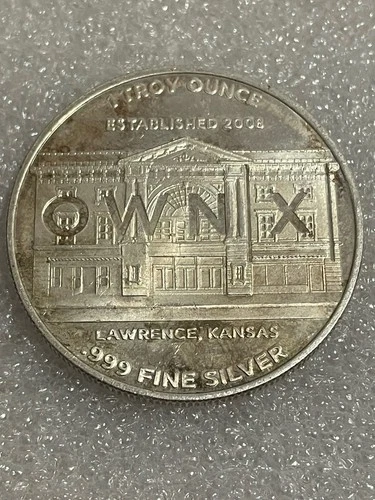 1 TROY OUNCE
ESTABLISHED 2008
OWNX
LAWRENCE, KANSAS
.999 FINE SILVER